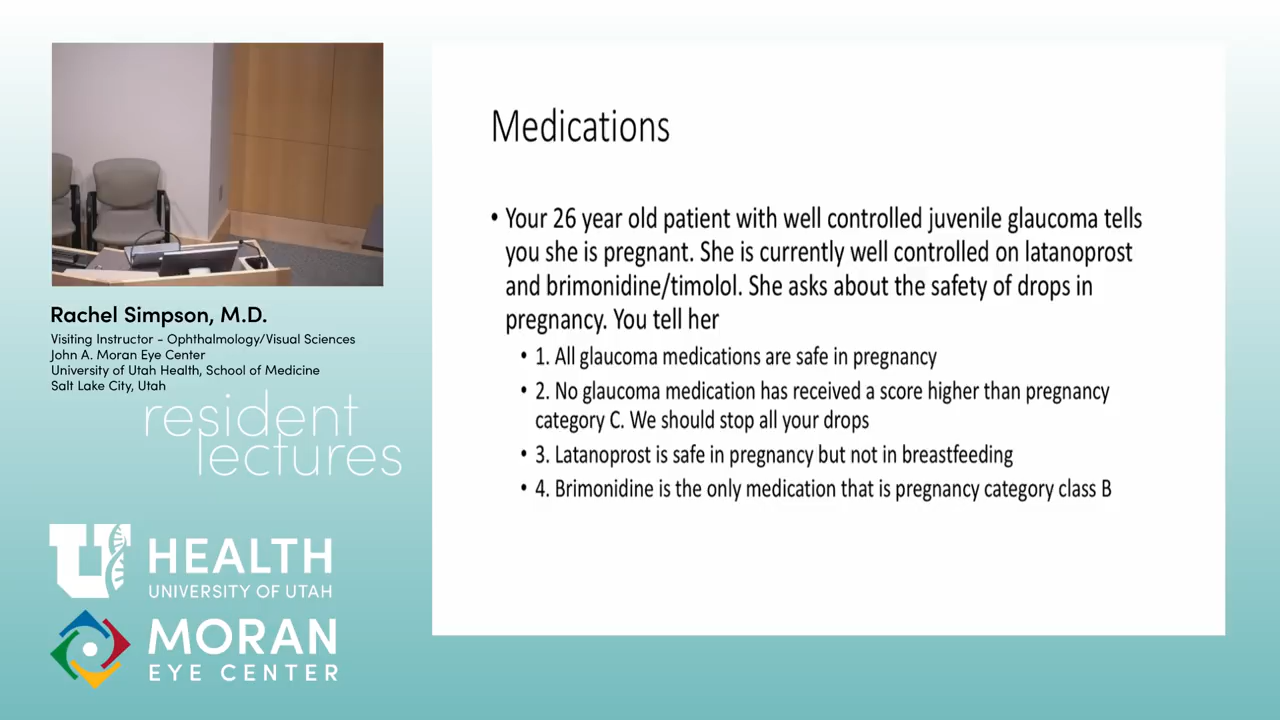 Rachel Simpson, M.D.
Visiting Instructor - Ophthalmology/Visual Sciences
John A. Moran Eye Center
University of Utah Health, School of Medicine
Salt Lake City, Utah
resident
lectures
U HEALTH
UNIVERSITY OF UTAH
MORAN
EYE CENTER
Medications
• Your 26 year old patient with well controlled juvenile glaucoma tells
you she is pregnant. She is currently well controlled on latanoprost
and brimonidine/timolol. She asks about the safety of drops in
pregnancy. You tell her
• 1. All glaucoma medications are safe in pregnancy
• 2. No glaucoma medication has received a score higher than pregnancy
category C. We should stop all your drops
• 3. Latanoprost is safe in pregnancy but not in breastfeeding
• 4. Brimonidine is the only medication that is pregnancy category class B